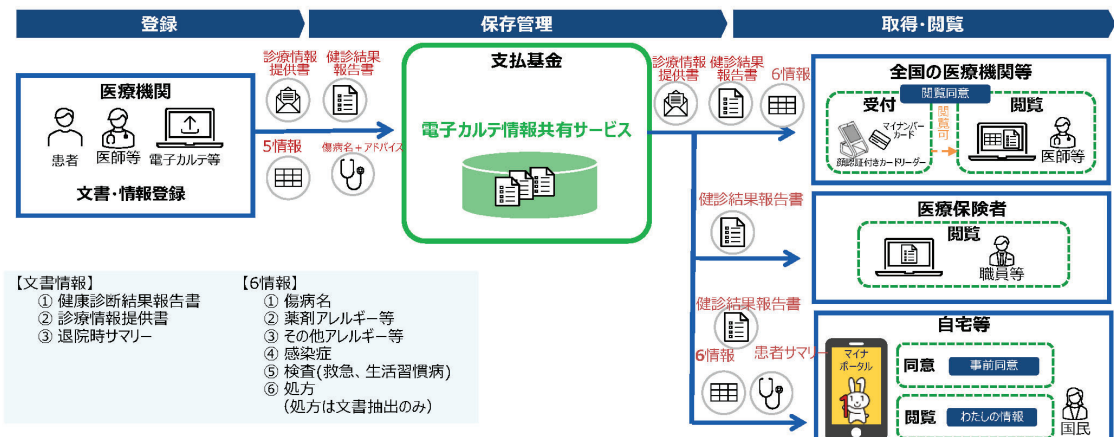 登録
保存管理
取得・閲覧
医療機関
患者
医師等
電子カルテ等
文書・情報登録
診療情報
提供書
健診結果
報告書
5情報
傷病名+アドバイス
支払基金
電子カルテ情報共有サービス
診療情報
提供書
健診結果
報告書
6情報
全国の医療機関等
閲覧同意
受付
マイナンバー
カード
顔認証付きカードリーダー
閲覧可
閲覧
医師等
健診結果報告書
医療保険者
閲覧
職員等
健診結果報告書
6情報
患者サマリー
自宅等
マイナ
ポータル
同意
事前同意
閲覧
わたしの情報
国民
【文書情報】
① 健康診断結果報告書
② 診療情報提供書
③ 退院時サマリー
【6情報】
① 傷病名
② 薬剤アレルギー等
③ その他アレルギー等
④ 感染症
⑤ 検査(救急、生活習慣病)
⑥ 処方
(処方は文書抽出のみ)